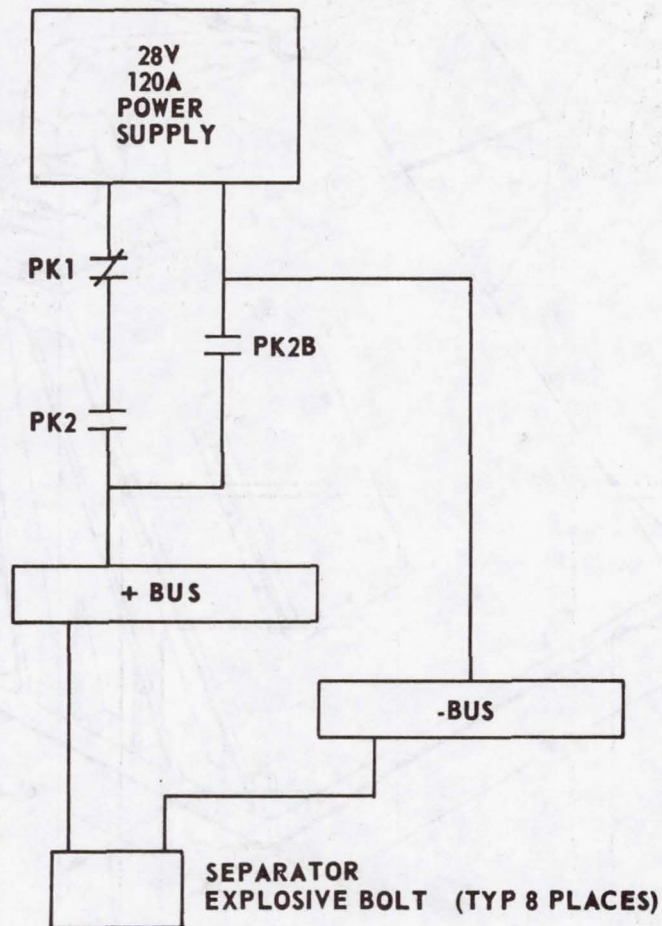 28V
120A
POWER
SUPPLY
PK1
PK2B
PK2
+ BUS
-BUS
SEPARATOR
EXPLOSIVE BOLT (TYP 8 PLACES)